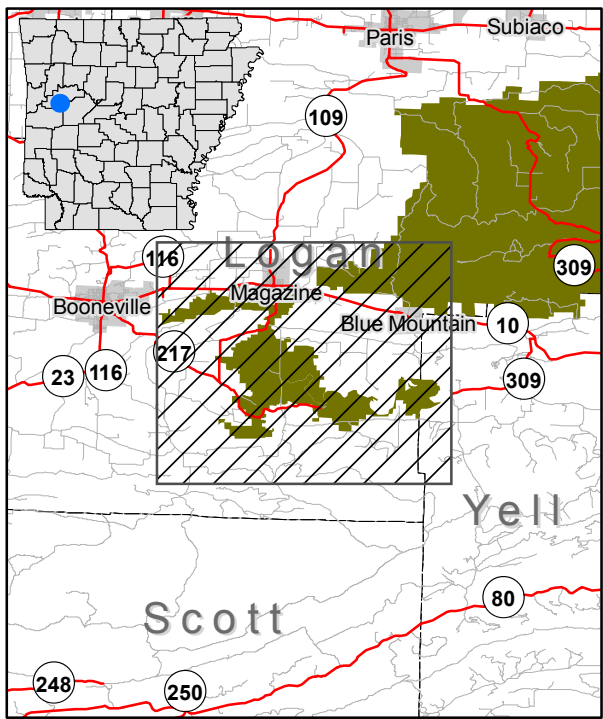 Paris
Subiaco
109
Logan
116
309
Booneville
Magazine
Blue Mountain
10
217
23
116
309
Yell
80
Scott
248
250